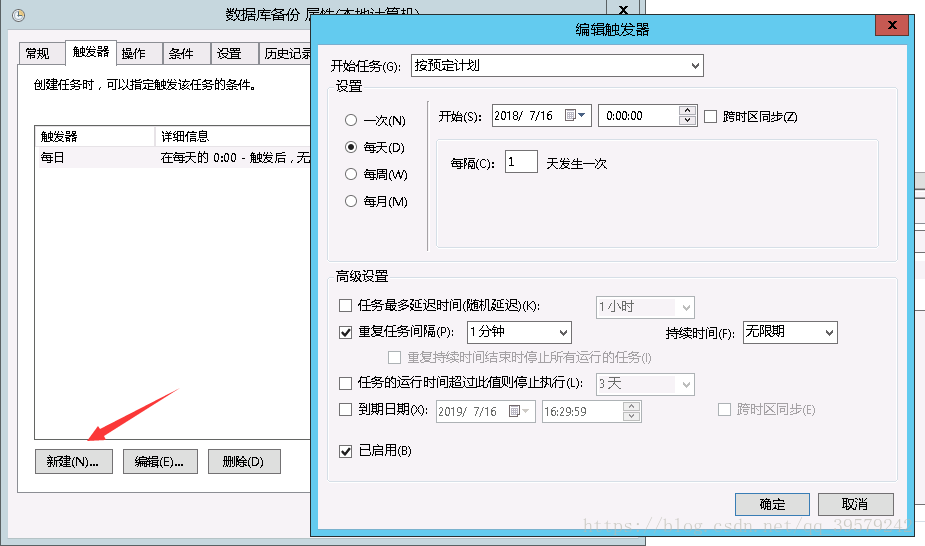 数据库备份 属性(本地计算机)
x
常规 触发器 操作 条件 设置 历史记录
创建任务时，可以指定触发该任务的条件。
触发器 详细信息
每日 在每天的 0:00 - 触发后，无
新建(N)... 编辑(E)... 删除(D)
编辑触发器
x
开始任务(G): 按预定计划
设置
一次(N)
每天(D)
每周(W)
每月(M)
开始(S): 2018/ 7/16 0:00:00 跨时区同步(Z)
每隔(C): 1 天发生一次
高级设置
任务最多延迟时间(随机延迟)(K): 1 小时
重复任务间隔(P): 1 分钟 持续时间(F): 无限期
重复持续时间结束时停止所有运行的任务(I)
任务的运行时间超过此值则停止执行(L): 3 天
到期日期(X): 2019/ 7/16 16:29:59 跨时区同步(E)
已启用(B)
确定 取消